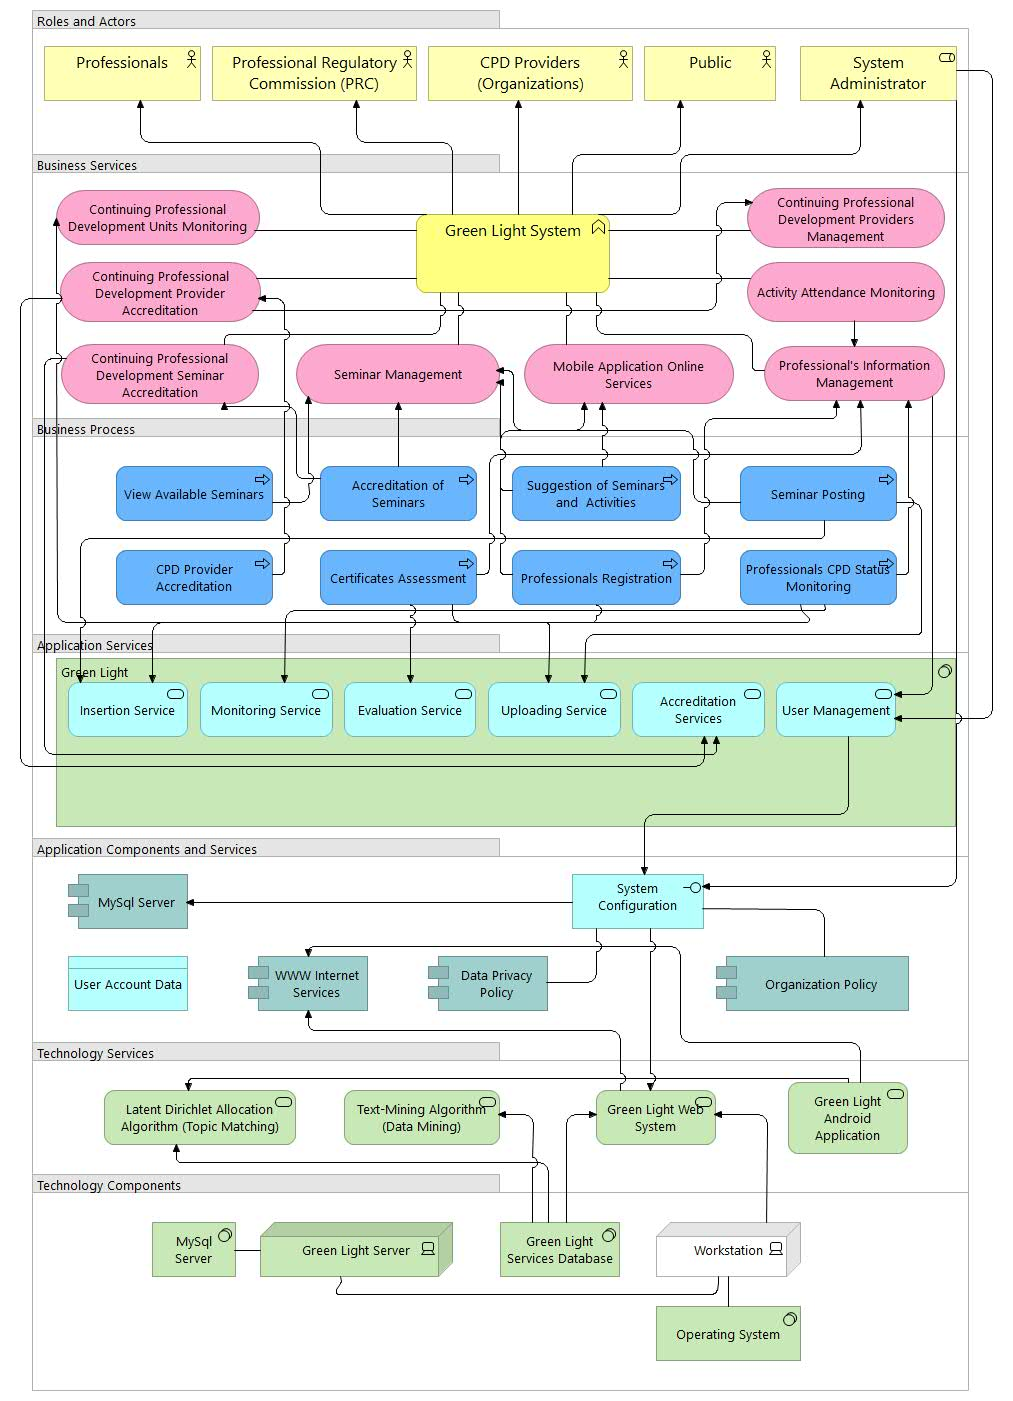 Roles and Actors
Professionals
Professional Regulatory
Commission (PRC)
CPD Providers
(Organizations)
Public
System
Administrator
Business Services
Continuing Professional
Development Units Monitoring
Green Light System
Continuing Professional
Development Providers
Management
Continuing Professional
Development Provider
Accreditation
Activity Attendance Monitoring
Continuing Professional
Development Seminar
Accreditation
Seminar Management
Mobile Application Online
Services
Professional's Information
Management
Business Process
View Available Seminars
Accreditation of
Seminars
Suggestion of Seminars
and Activities
Seminar Posting
CPD Provider
Accreditation
Certificates Assessment
Professionals Registration
Professionals CPD Status
Monitoring
Application Services
Green Light
Insertion Service
Monitoring Service
Evaluation Service
Uploading Service
Accreditation
Services
User Management
Application Components and Services
MySql Server
System
Configuration
User Account Data
WWW Internet
Services
Data Privacy
Policy
Organization Policy
Technology Services
Latent Dirichlet Allocation
Algorithm (Topic Matching)
Text-Mining Algorithm
(Data Mining)
Green Light Web
System
Green Light
Android
Application
Technology Components
MySql
Server
Green Light Server
Green Light
Services Database
Workstation
Operating System